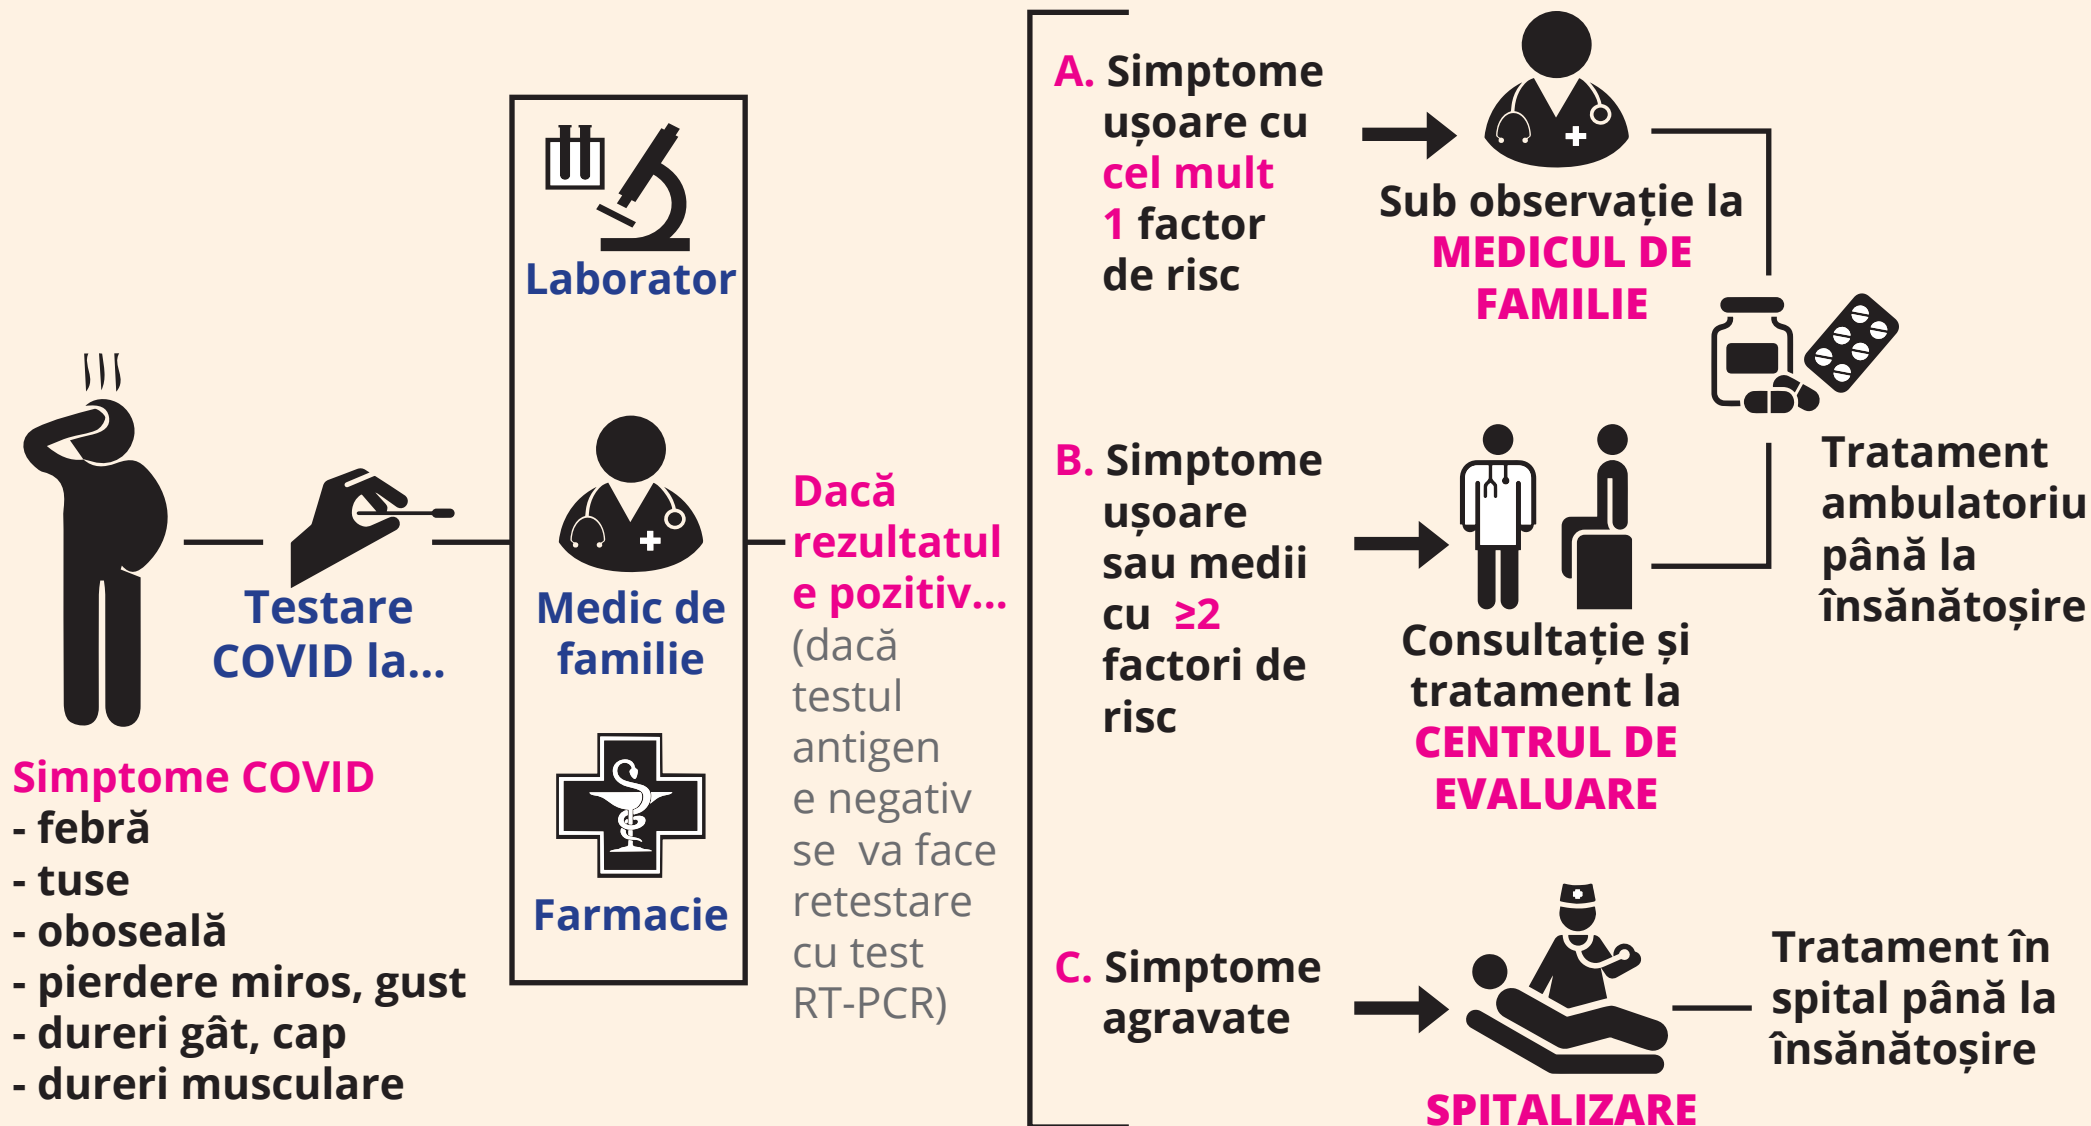 Simptome COVID
- febră
- tuse
- oboseală
- pierdere miros, gust
- dureri gât, cap
- dureri musculare
Testare
COVID la...
Laborator
Medic de
familie
Farmacie
Dacă
rezultatul
e pozitiv...
(dacă
testul
antigen
e negativ
se va face
retestare
cu test
RT-PCR)
A. Simptome
ușoare cu
cel mult
1 factor
de risc
Sub observație la
MEDICUL DE
FAMILIE
B. Simptome
ușoare
sau medii
cu ≥2
factori de
risc
Consultație și
tratament la
CENTRUL DE
EVALUARE
Tratament
ambulatoriu
până la
însănătoșire
C. Simptome
agravate
SPITALIZARE
Tratament în
spital până la
însănătoșire